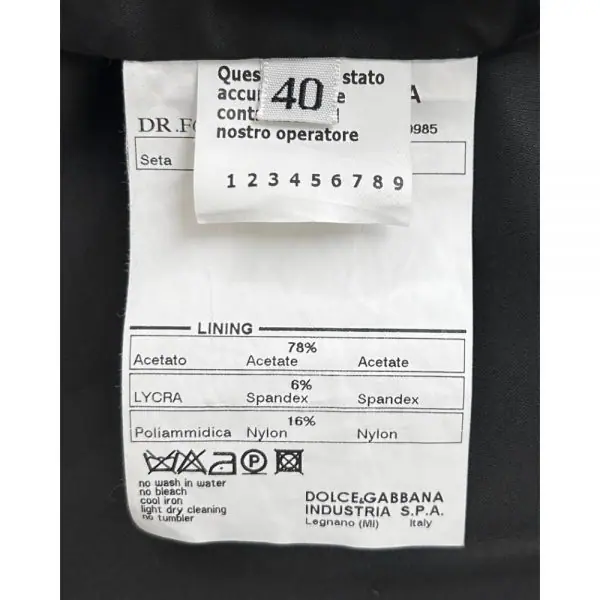 40
Ques stato
accu e
cont
nostro operatore
1 2 3 4 5 6 7 8 9
A
DR.F 0985
Seta
LINING
78%
Acetato Acetate Acetate
6%
LYCRA Spandex Spandex
16%
Poliammidica Nylon Nylon
P
no wash in water
no bleach
cool iron
light dry cleaning
no tumbler
DOLCE&GABBANA
INDUSTRIA S.P.A.
Legnano (MI) Italy